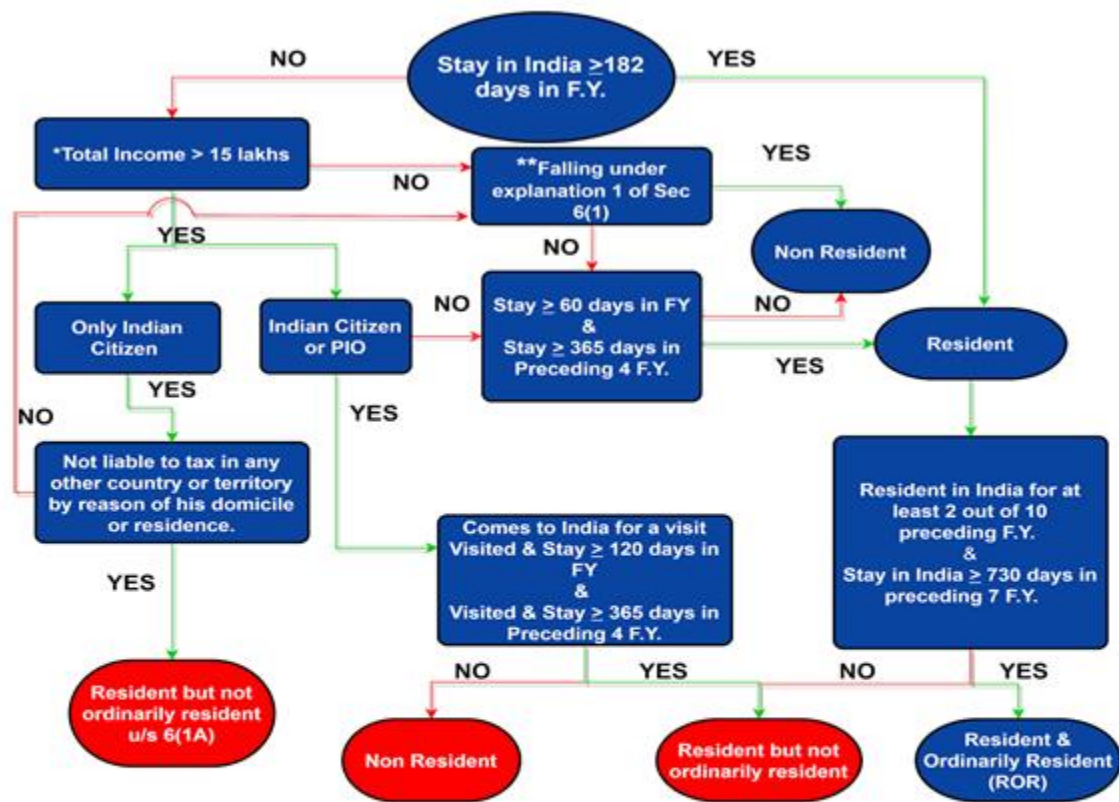 NO
Stay in India ≥182
days in F.Y.
YES
*Total Income > 15 lakhs
NO
**Falling under
explanation 1 of Sec
6(1)
YES
YES
NO
Non Resident
Only Indian
Citizen
Indian Citizen
or PIO
NO
Stay ≥ 60 days in FY
&
Stay ≥ 365 days in
Preceding 4 F.Y.
NO
YES
Resident
YES
NO
YES
Not liable to tax in any
other country or territory
by reason of his domicile
or residence.
Comes to India for a visit
Visited & Stay ≥ 120 days in
FY
&
Visited & Stay ≥ 365 days in
Preceding 4 F.Y.
Resident in India for at
least 2 out of 10
preceding F.Y.
&
Stay in India ≥ 730 days in
preceding 7 F.Y.
YES
NO
YES
NO
YES
Resident but not
ordinarily resident
u/s 6(1A)
Non Resident
Resident but not
ordinarily resident
Resident &
Ordinarily Resident
(ROR)